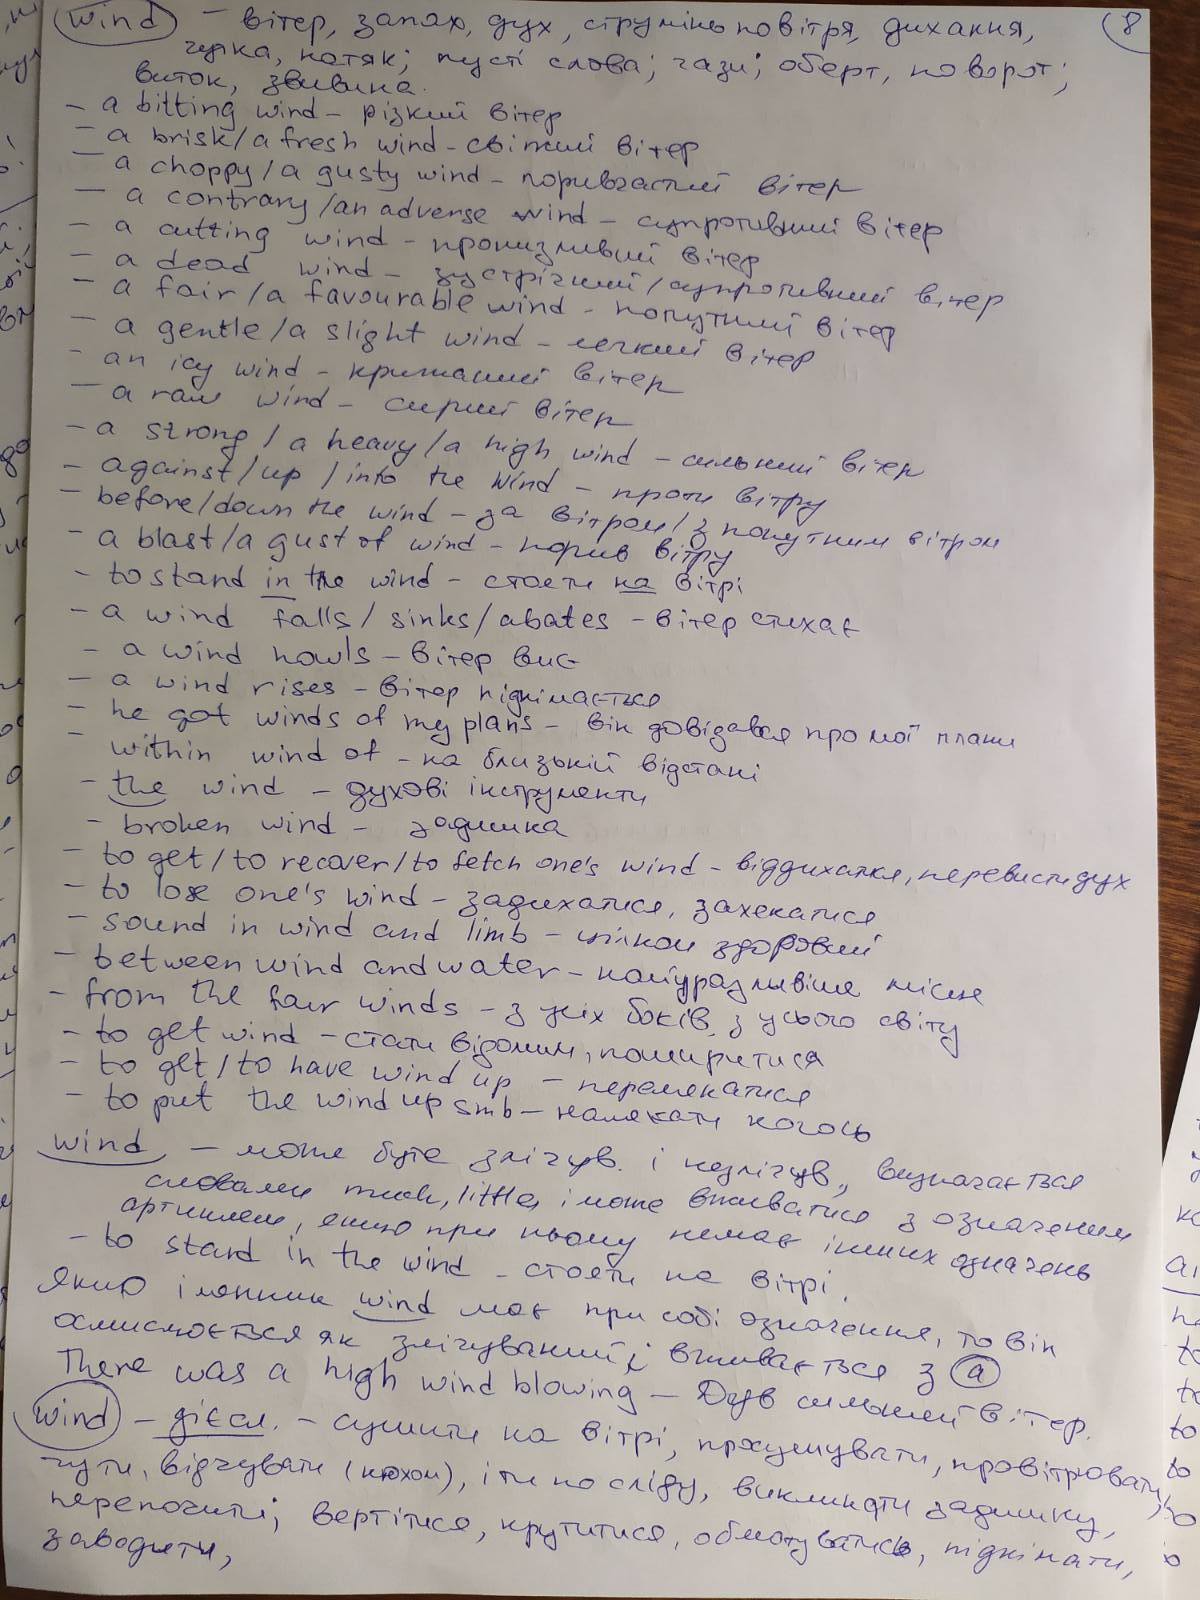 wind – вітер, запах, дух, струмінь повітря, дихання, 8
чутка, натяк; пусті слова; гази; оберт, поворот;
виток, звивина.
– a bitting wind – різкий вітер
– a brisk/a fresh wind – свіжий вітер
– a choppy/a gusty wind – поривчастий вітер
– a contrary/an adverse wind – супротивний вітер
– a cutting wind – пронизливий вітер
– a dead wind – зустрічний/супротивний вітер
– a fair/a favourable wind – попутний вітер
– a gentle/a slight wind – легкий вітер
– an icy wind – крижаний вітер
– a raw wind – сирий вітер
– a strong/a heavy/a high wind – сильний вітер
– against/up/into the wind – проти вітру
– before/down the wind – за вітром/з попутним вітром
– a blast/a gust of wind – порив вітру
– to stand in the wind – стояти на вітрі
– a wind falls/sinks/abates – вітер стихає
– a wind howls – вітер виє
– a wind rises – вітер піднімається
– he got winds of my plans – він довідався про мої плани
– within wind of – на близькій відстані
– the wind – духові інструменти
– broken wind – задишка
– to get/to recover/to fetch one's wind – віддихатися, перевести дух
– to lose one's wind – задихатися, захекатися
– sound in wind and limb – цілком здоровий
– between wind and water – найуразливіше місце
– from the four winds – з усіх боків, з усього світу
– to get wind – стати відомим, поширитися
– to get/to have wind up – перелякатися
– to put the wind up smb – налякати когось
wind – може бути злічув. і незлічув., визначається
словами much, little, і може вживатися з означеним
артиклем, якщо при ньому немає інших означень
– to stand in the wind – стояти на вітрі.
Якщо іменник wind має при собі означення, то він
осмислюється як злічуваний і вживається з a
There was a high wind blowing – Дув сильний вітер.
wind – дієсл. – сушити на вітрі, просушувати, провітрювати,
чути, відчувати (нюхом), іти по сліду, викликати задишку,
перепочити; вертітися, крутитися, обмотуватись, піднімати,
заводити,